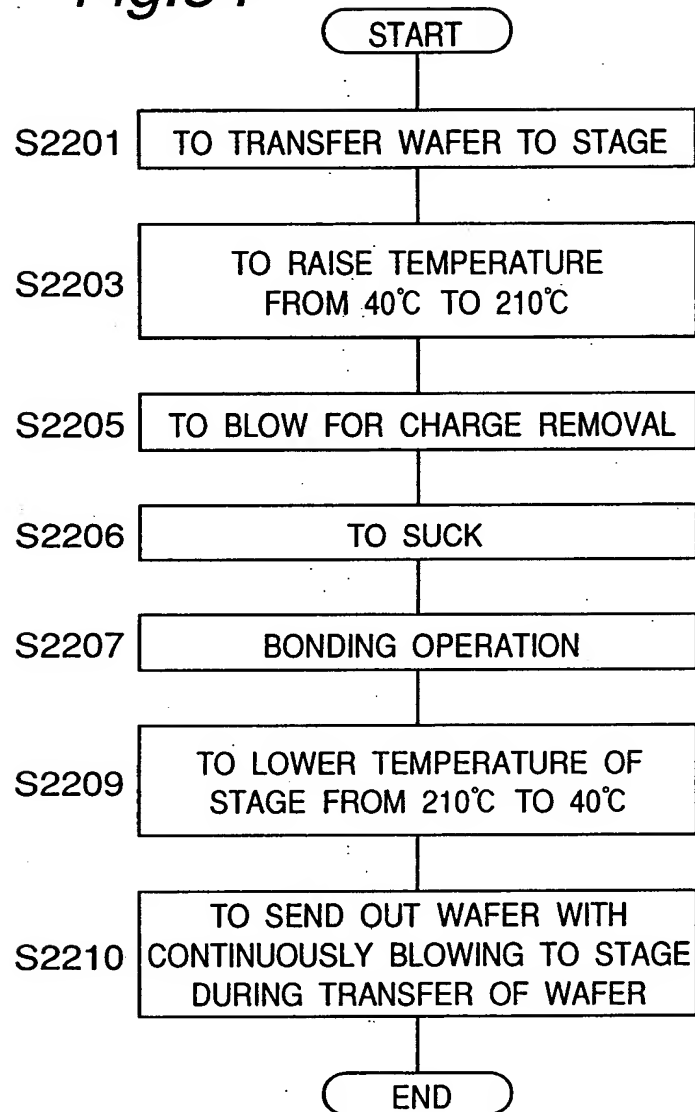 START
S2201 TO TRANSFER WAFER TO STAGE
S2203 TO RAISE TEMPERATURE
FROM 40℃ TO 210℃
S2205 TO BLOW FOR CHARGE REMOVAL
S2206 TO SUCK
S2207 BONDING OPERATION
S2209 TO LOWER TEMPERATURE OF
STAGE FROM 210℃ TO 40℃
S2210 TO SEND OUT WAFER WITH
CONTINUOUSLY BLOWING TO STAGE
DURING TRANSFER OF WAFER
END